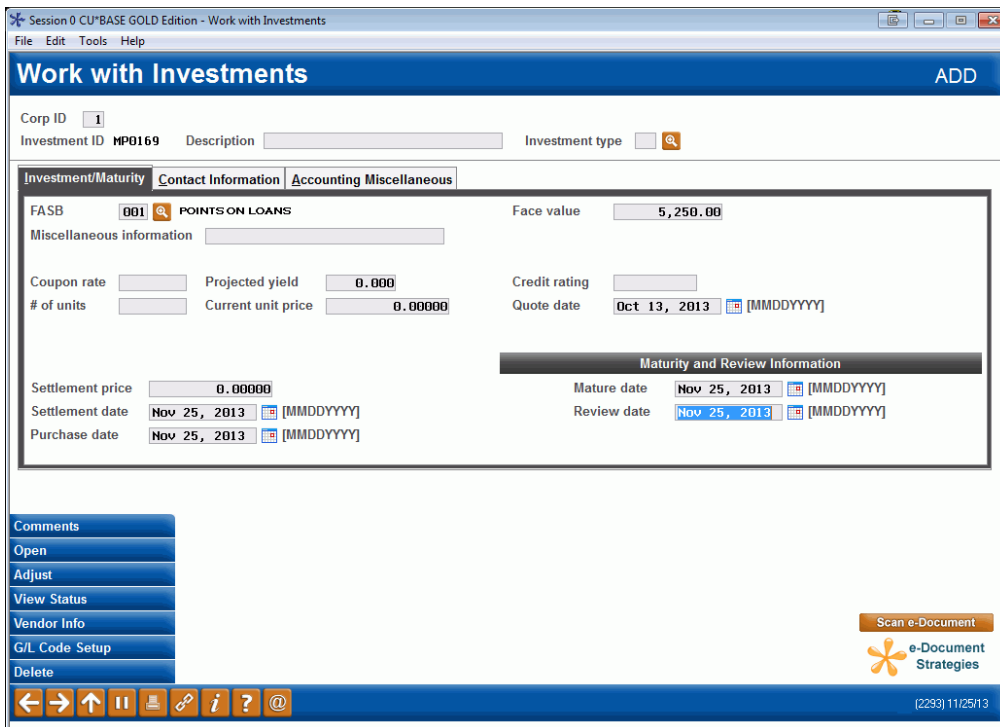 Session 0 CU*BASE GOLD Edition - Work with Investments
File Edit Tools Help
Work with Investments ADD
Corp ID 1
Investment ID MP0169 Description Investment type
Investment/Maturity Contact Information Accounting Miscellaneous
FASB 001 POINTS ON LOANS Face value 5,250.00
Miscellaneous information
Coupon rate Projected yield 0.000 Credit rating
# of units Current unit price 0.00000 Quote date Oct 13, 2013 [MMDDYYYY]
Maturity and Review Information
Settlement price 0.00000 Mature date Nov 25, 2013 [MMDDYYYY]
Settlement date Nov 25, 2013 [MMDDYYYY] Review date Nov 25, 2013 [MMDDYYYY]
Purchase date Nov 25, 2013 [MMDDYYYY]
Comments
Open
Adjust
View Status
Vendor Info Scan e-Document
G/L Code Setup e-Document
Delete Strategies
i ? @ (2293) 11/25/13